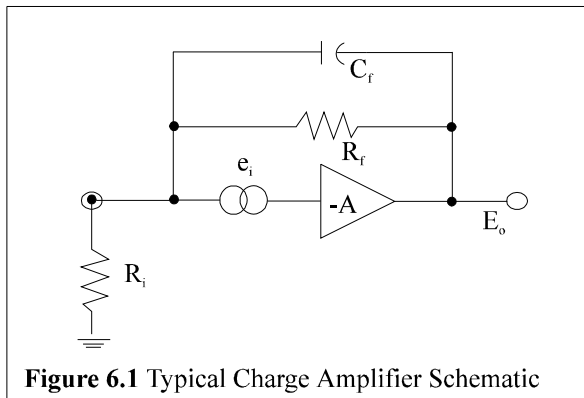 C_f
R_f
e_i
-A
E_o
R_i
Figure 6.1 Typical Charge Amplifier Schematic